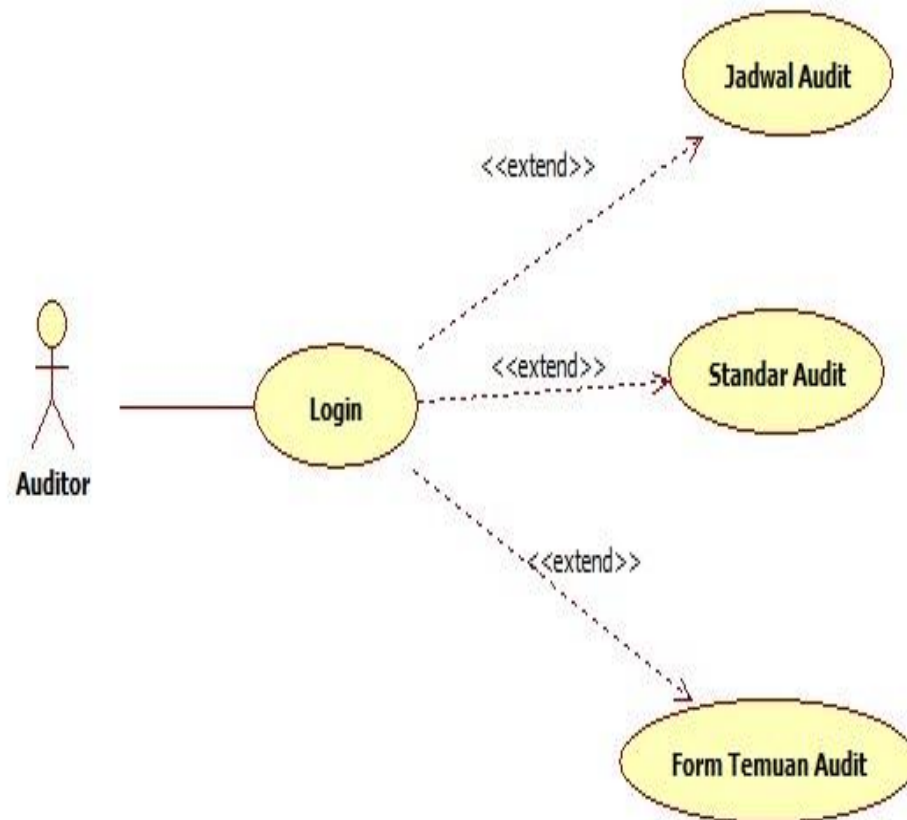 Jadwal Audit
<<extend>>
<<extend>>
Standar Audit
Login
Auditor
<<extend>>
Form Temuan Audit